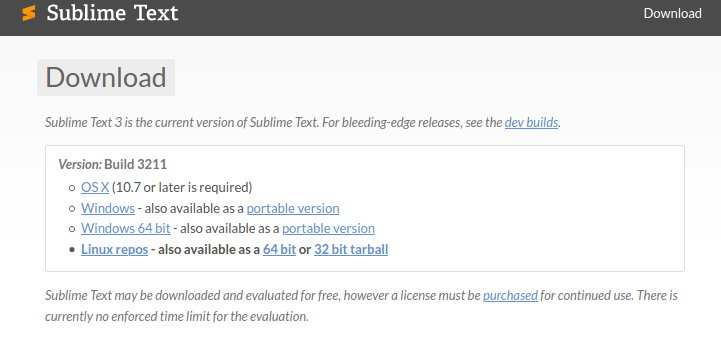 Sublime Text
Download
Download
Sublime Text 3 is the current version of Sublime Text. For bleeding-edge releases, see the dev builds.
Version: Build 3211
OS X (10.7 or later is required)
Windows - also available as a portable version
Windows 64 bit - also available as a portable version
Linux repos - also available as a 64 bit or 32 bit tarball
Sublime Text may be downloaded and evaluated for free, however a license must be purchased for continued use. There is
currently no enforced time limit for the evaluation.